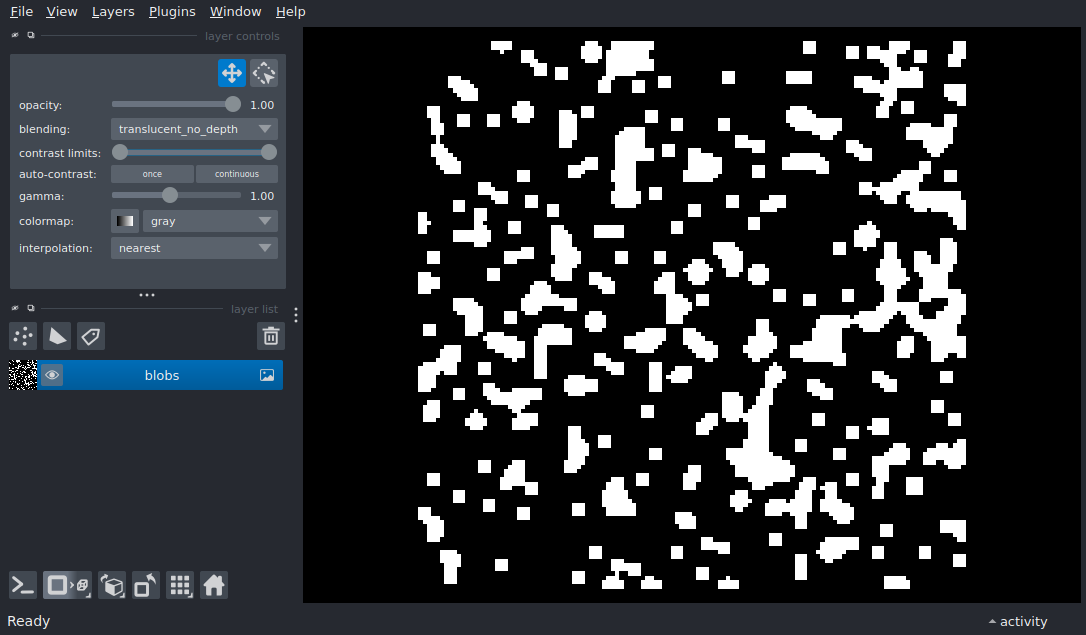 File View Layers Plugins Window Help
layer controls
opacity: 1.00
blending: translucent_no_depth
contrast limits:
auto-contrast: once continuous
gamma: 1.00
colormap: gray
interpolation: nearest
layer list
blobs
Ready
activity